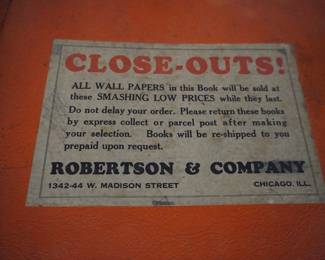 CLOSE-OUTS!
ALL WALL PAPERS in this Book will be sold at
these SMASHING LOW PRICES while they last.
Do not delay your order. Please return these books
by express collect or parcel post after making
your selection. Books will be re-shipped to you
prepaid upon request.
ROBERTSON & COMPANY
1342-44 W. MADISON STREET CHICAGO, ILL.